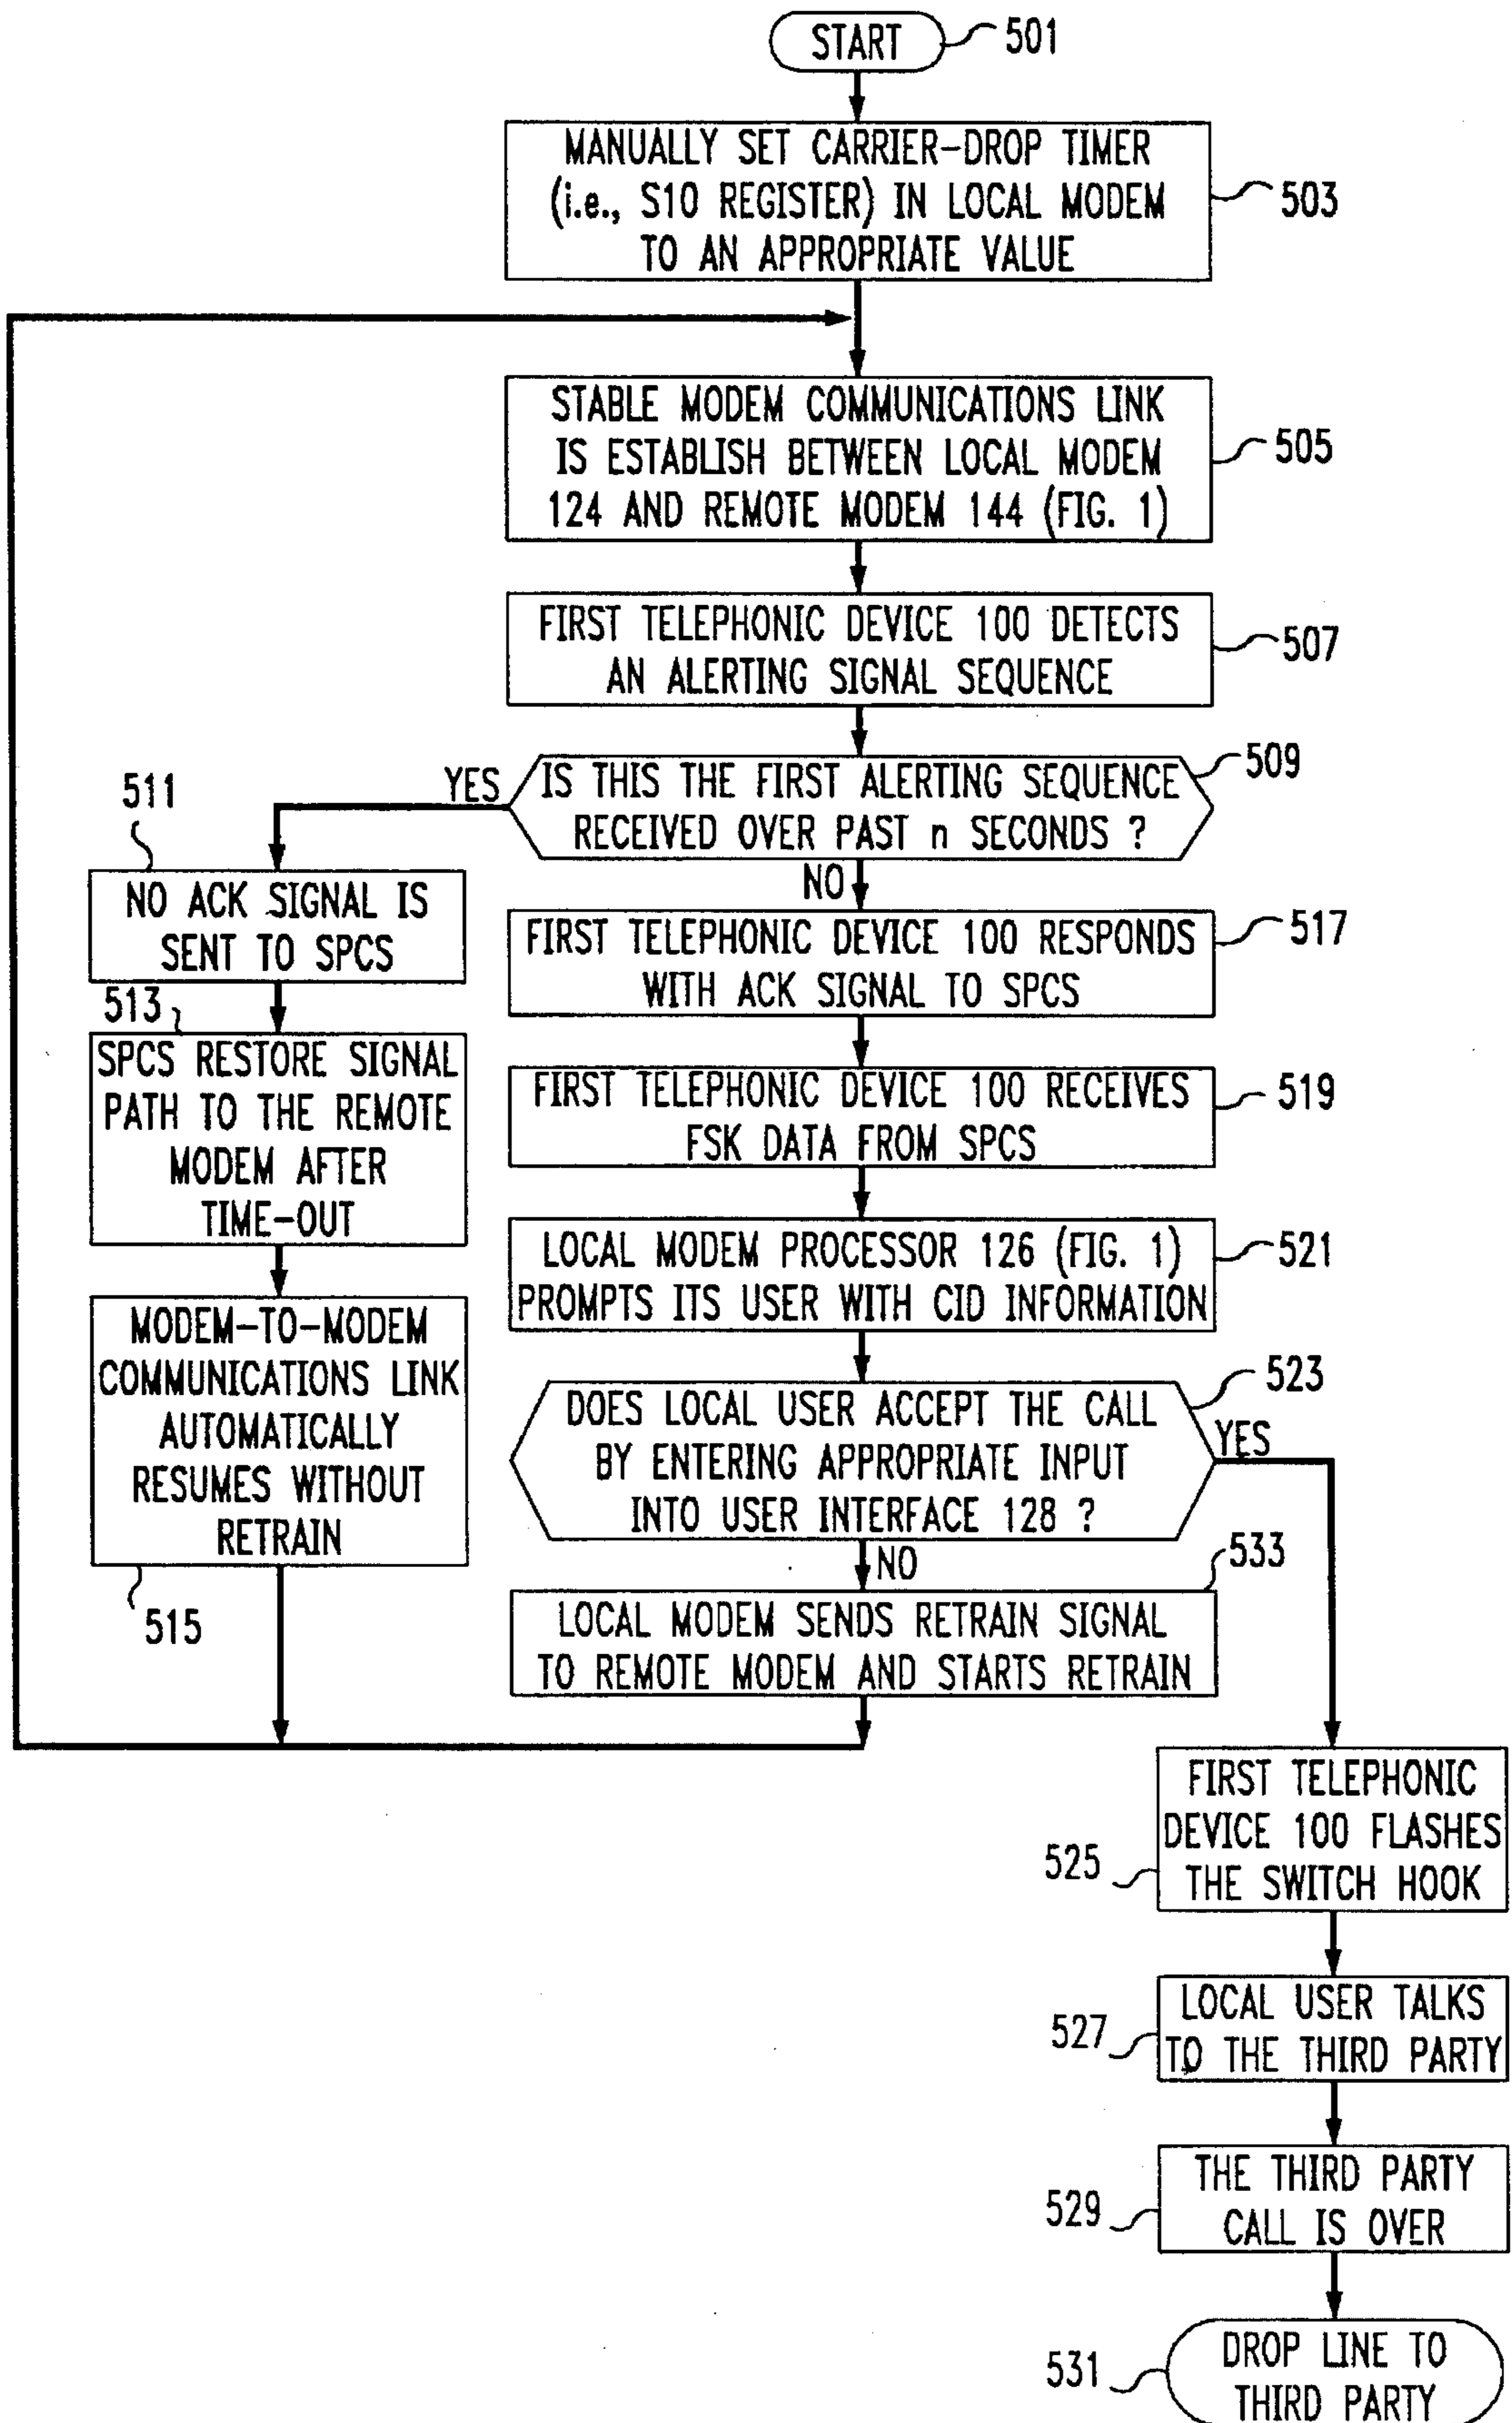 START
501
MANUALLY SET CARRIER-DROP TIMER
(i.e., S10 REGISTER) IN LOCAL MODEM
TO AN APPROPRIATE VALUE
503
STABLE MODEM COMMUNICATIONS LINK
IS ESTABLISH BETWEEN LOCAL MODEM
124 AND REMOTE MODEM 144 (FIG. 1)
505
FIRST TELEPHONIC DEVICE 100 DETECTS
AN ALERTING SIGNAL SEQUENCE
507
IS THIS THE FIRST ALERTING SEQUENCE
RECEIVED OVER PAST n SECONDS ?
509
YES
NO
511
NO ACK SIGNAL IS
SENT TO SPCS
513
SPCS RESTORE SIGNAL
PATH TO THE REMOTE
MODEM AFTER
TIME-OUT
MODEM-TO-MODEM
COMMUNICATIONS LINK
AUTOMATICALLY
RESUMES WITHOUT
RETRAIN
515
FIRST TELEPHONIC DEVICE 100 RESPONDS
WITH ACK SIGNAL TO SPCS
517
FIRST TELEPHONIC DEVICE 100 RECEIVES
FSK DATA FROM SPCS
519
LOCAL MODEM PROCESSOR 126 (FIG. 1)
PROMPTS ITS USER WITH CID INFORMATION
521
DOES LOCAL USER ACCEPT THE CALL
BY ENTERING APPROPRIATE INPUT
INTO USER INTERFACE 128 ?
523
YES
NO
533
LOCAL MODEM SENDS RETRAIN SIGNAL
TO REMOTE MODEM AND STARTS RETRAIN
FIRST TELEPHONIC
DEVICE 100 FLASHES
THE SWITCH HOOK
525
LOCAL USER TALKS
TO THE THIRD PARTY
527
THE THIRD PARTY
CALL IS OVER
529
DROP LINE TO
THIRD PARTY
531